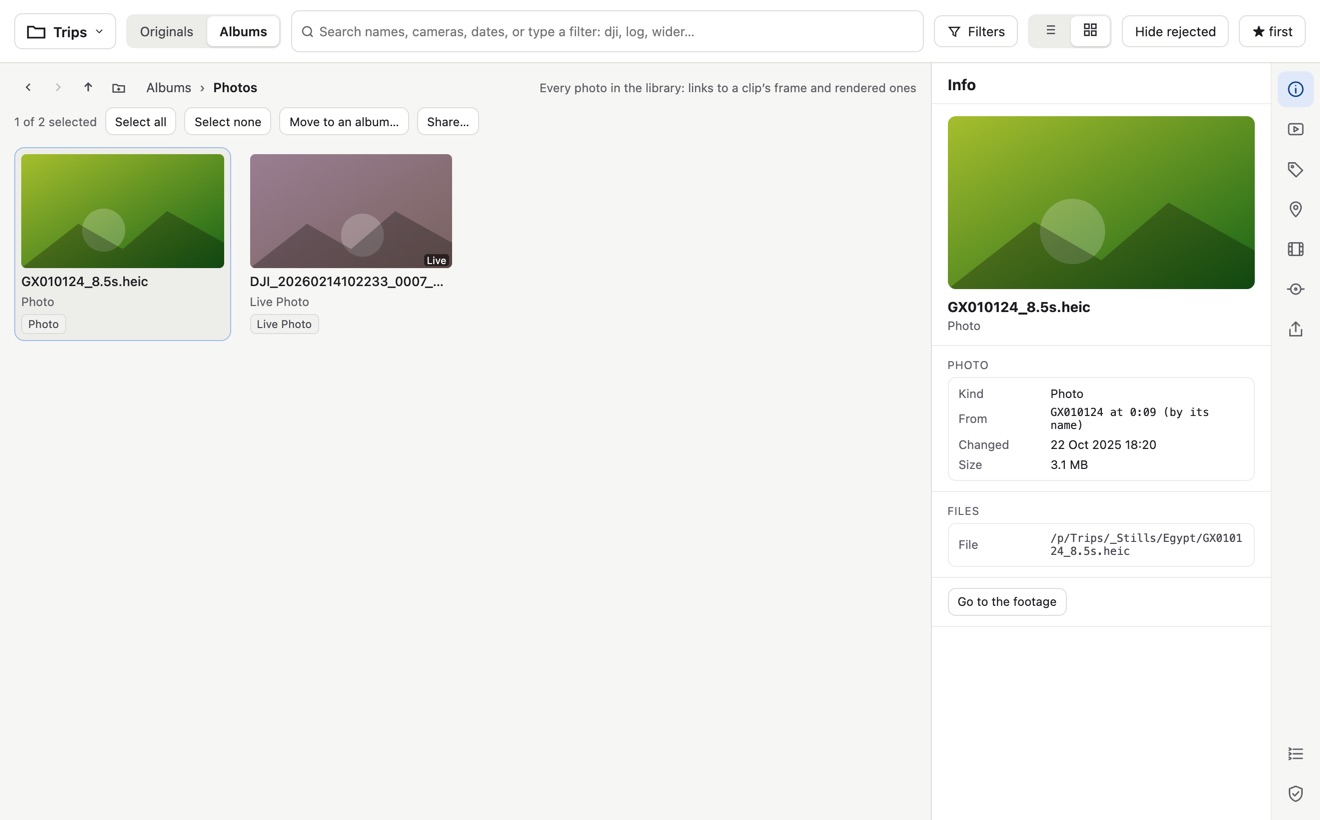 Trips
Originals
Albums
Search names, cameras, dates, or type a filter: dji, log, wider…
Filters
Hide rejected
★ first
Albums › Photos
Every photo in the library: links to a clip's frame and rendered ones
1 of 2 selected
Select all
Select none
Move to an album…
Share…
GX010124_8.5s.heic
Photo
Photo
Live
DJI_20260214102233_0007_…
Live Photo
Live Photo
Info
GX010124_8.5s.heic
Photo
PHOTO
Kind Photo
From GX010124 at 0:09 (by its
name)
Changed 22 Oct 2025 18:20
Size 3.1 MB
FILES
File /p/Trips/_Stills/Egypt/GX0101
24_8.5s.heic
Go to the footage